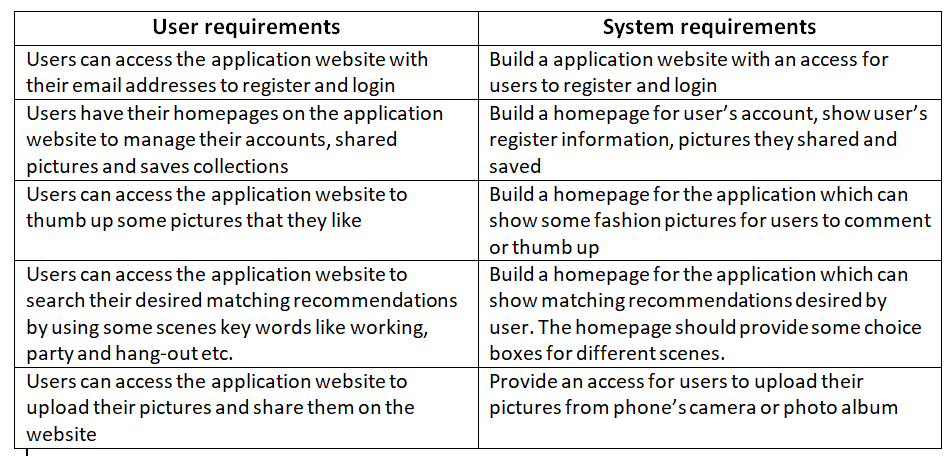 User requirements
System requirements
Users can access the application website with
their email addresses to register and login
Build a application website with an access for
users to register and login
Users have their homepages on the application
website to manage their accounts, shared
pictures and saves collections
Build a homepage for user’s account, show user’s
register information, pictures they shared and
saved
Users can access the application website to
thumb up some pictures that they like
Build a homepage for the application which can
show some fashion pictures for users to comment
or thumb up
Users can access the application website to
search their desired matching recommendations
by using some scenes key words like working,
party and hang-out etc.
Build a homepage for the application which can
show matching recommendations desired by
user. The homepage should provide some choice
boxes for different scenes.
Users can access the application website to
upload their pictures and share them on the
website
Provide an access for users to upload their
pictures from phone’s camera or photo album